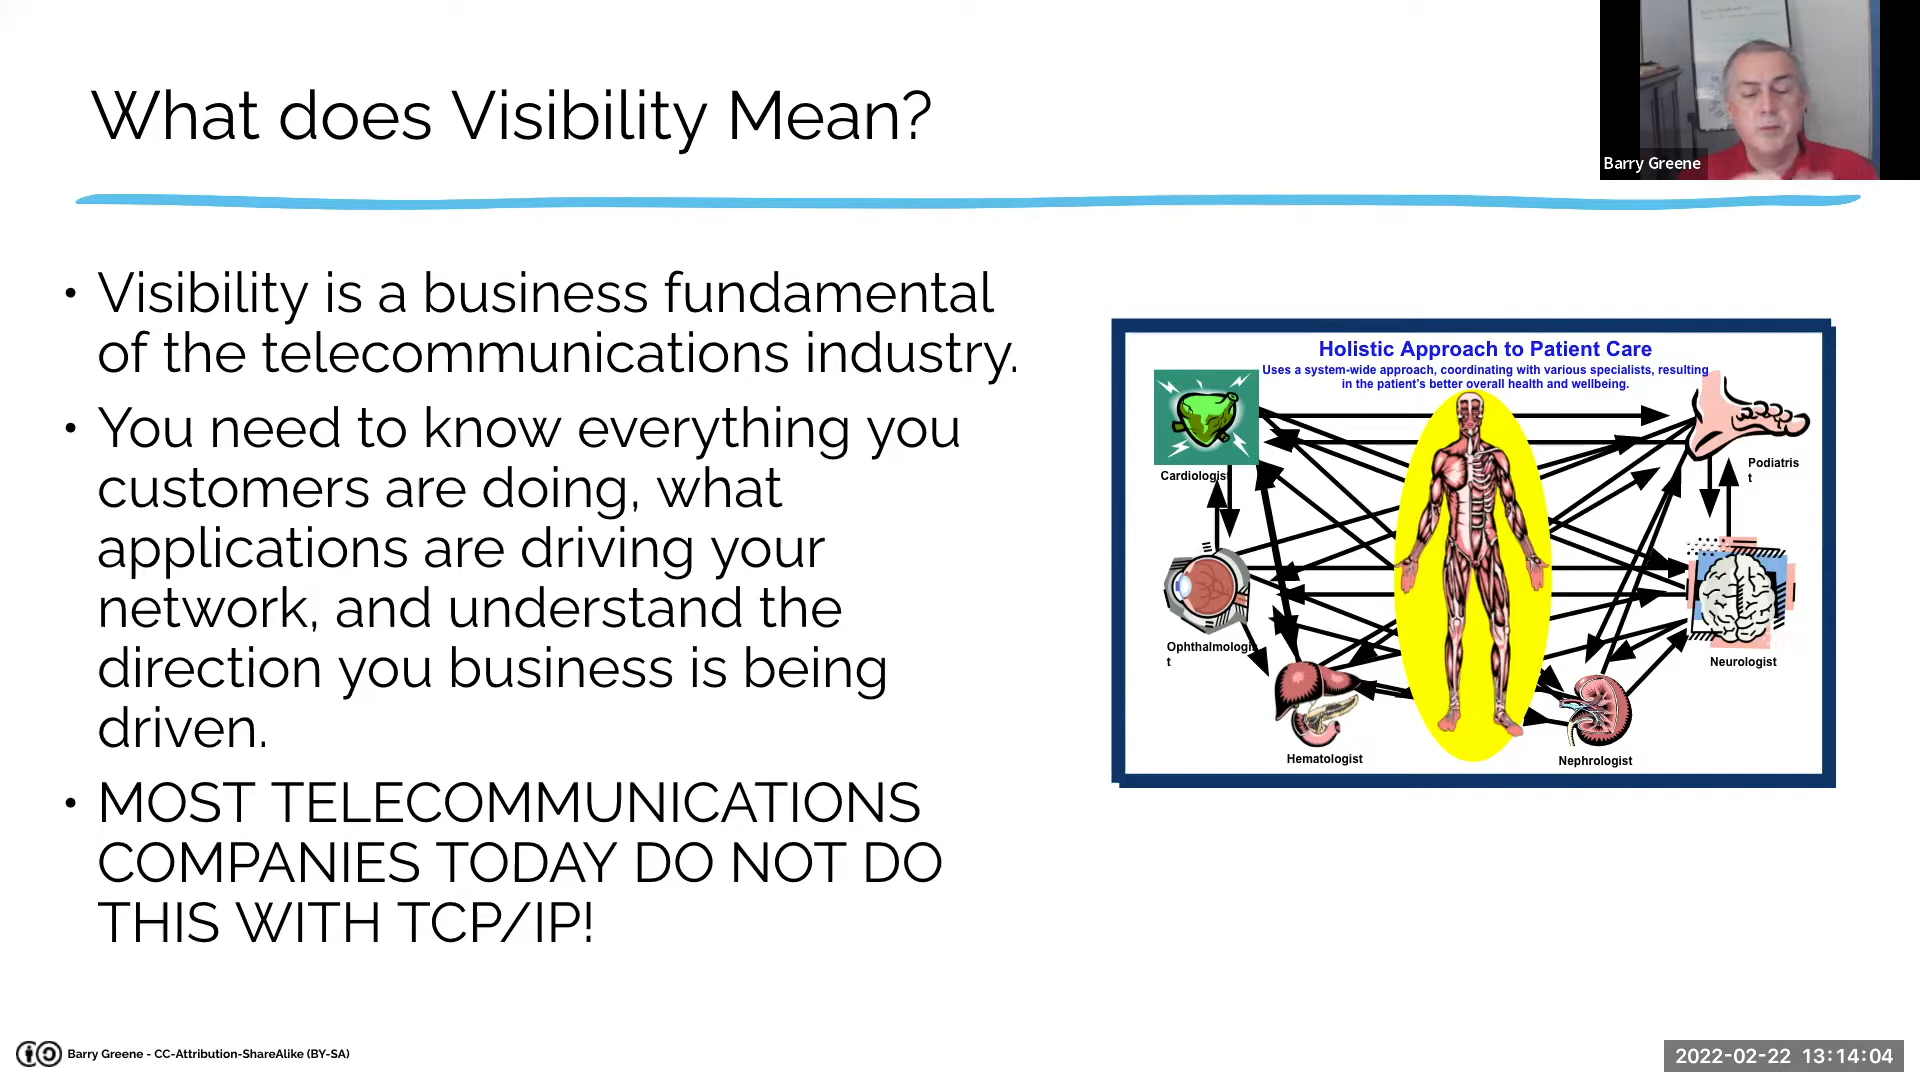 What does Visibility Mean?
Barry Greene
• Visibility is a business fundamental
of the telecommunications industry.
• You need to know everything you
customers are doing, what
applications are driving your
network, and understand the
direction you business is being
driven.
• MOST TELECOMMUNICATIONS
COMPANIES TODAY DO NOT DO
THIS WITH TCP/IP!
Holistic Approach to Patient Care
Uses a system-wide approach, coordinating with various specialists, resulting
in the patient's better overall health and wellbeing.
Cardiologist
Podiatris
t
Ophthalmologis
t
Neurologist
Hematologist
Nephrologist
Barry Greene - CC-Attribution-ShareAlike (BY-SA)
2022-02-22 13:14:04